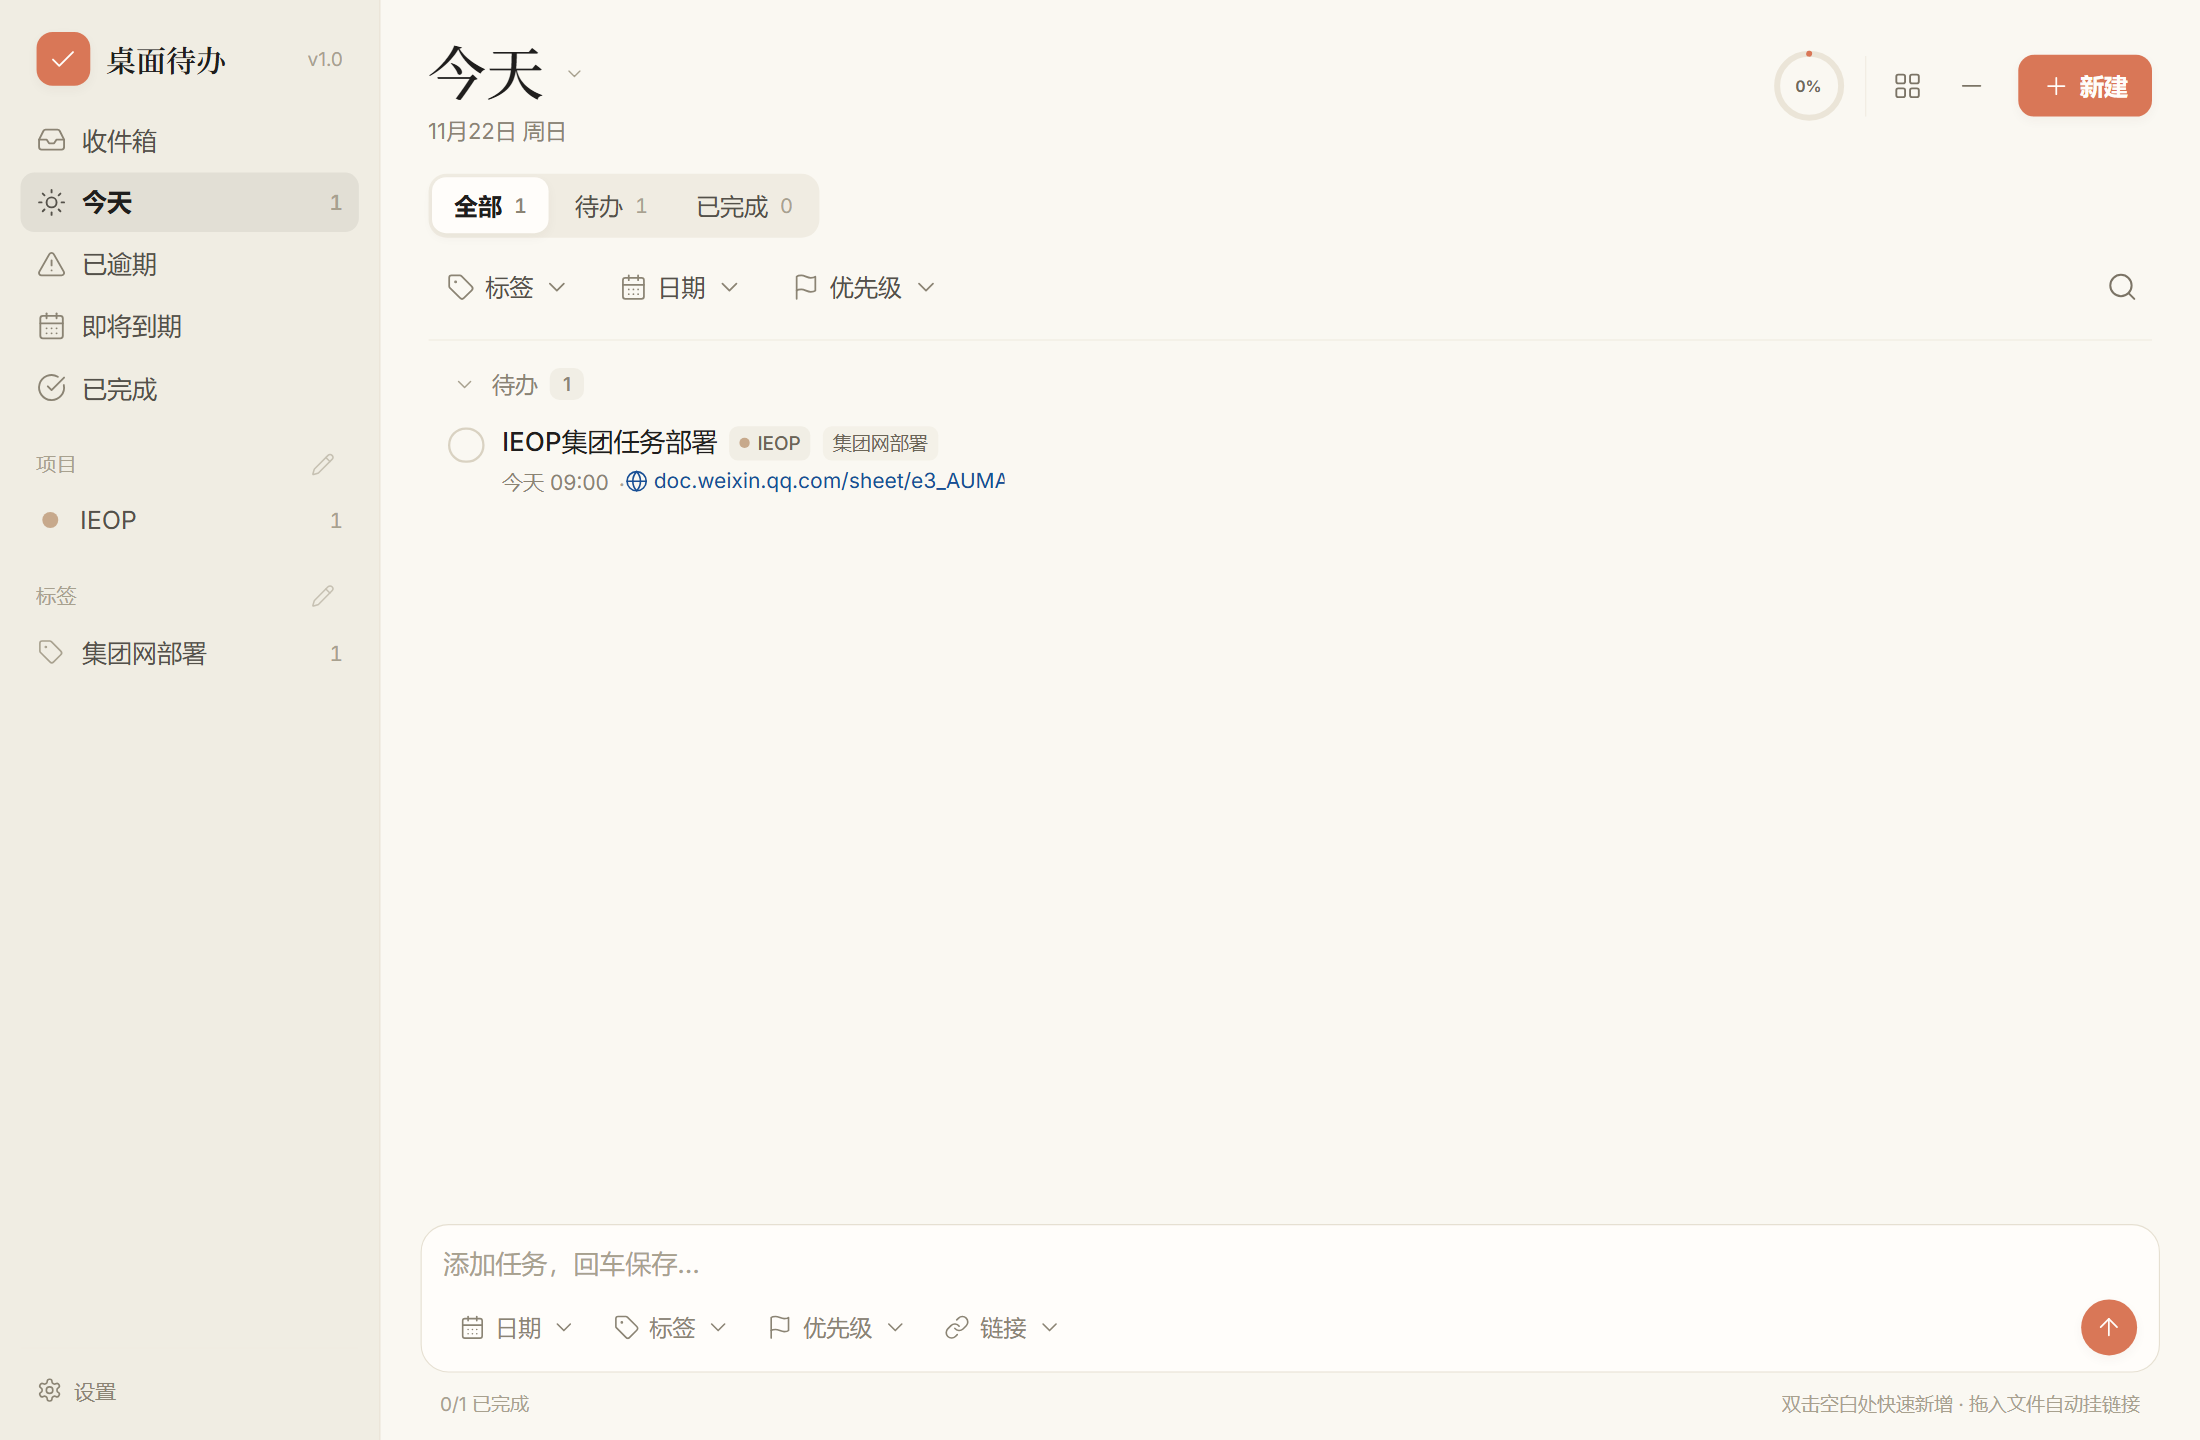 桌面待办 v1.0
收件箱
今天 1
已逾期
即将到期
已完成
项目
IEOP 1
标签
集团网部署 1
设置
今天
11月22日 周日
0%
新建
全部 1 待办 1 已完成 0
标签 日期 优先级
待办 1
IEOP集团任务部署 IEOP 集团网部署
今天 09:00 · doc.weixin.qq.com/sheet/e3_AUMA
添加任务，回车保存...
日期 标签 优先级 链接
0/1 已完成
双击空白处快速新增 · 拖入文件自动挂链接